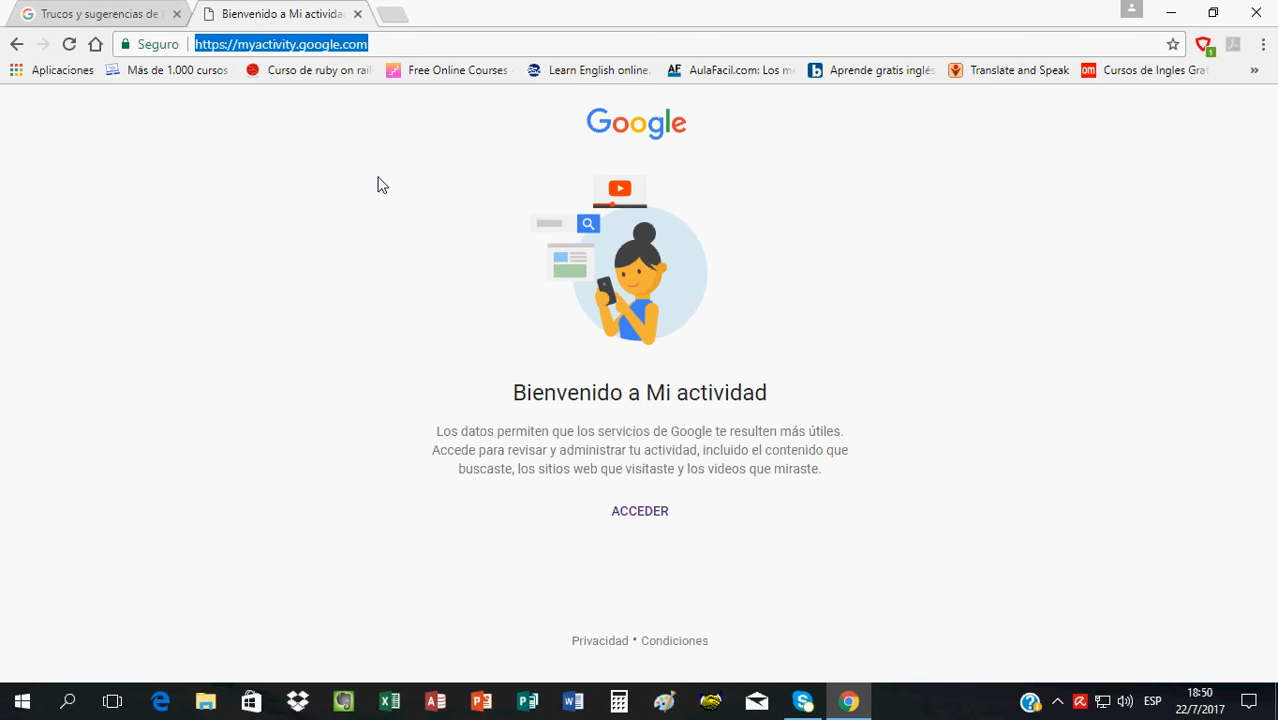 Trucos y sugerencias de
Bienvenido a Mi activida
Seguro
https://myactivity.google.com
Aplicaciones
Más de 1.000 cursos
Curso de ruby on rail
Free Online Courses
Learn English online,
AF
AulaFacil.com: Los me
b
Aprende gratis inglés
Translate and Speak
om
Cursos de Ingles Grat
»
Google
Bienvenido a Mi actividad
Los datos permiten que los servicios de Google te resulten más útiles.
Accede para revisar y administrar tu actividad, incluido el contenido que
buscaste, los sitios web que visitaste y los videos que miraste.
ACCEDER
Privacidad • Condiciones
ESP
18:50
22/7/2017